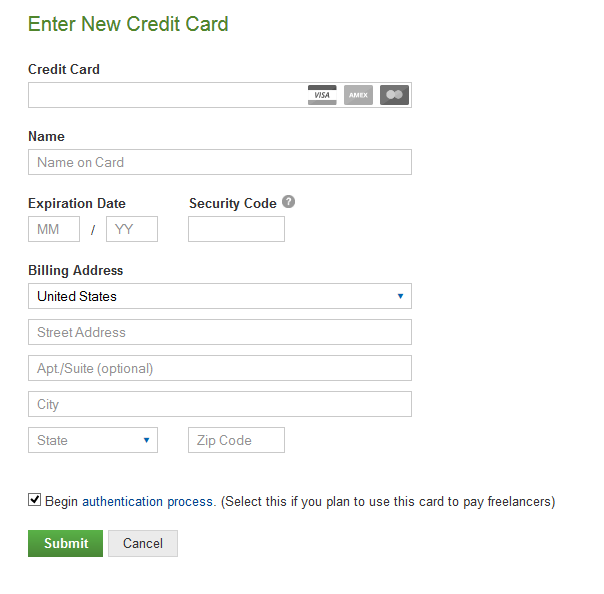 Enter New Credit Card
Credit Card
VISA AMEX
Name
Name on Card
Expiration Date Security Code ?
MM / YY
Billing Address
United States
Street Address
Apt./Suite (optional)
City
State Zip Code
Begin authentication process. (Select this if you plan to use this card to pay freelancers)
Submit Cancel